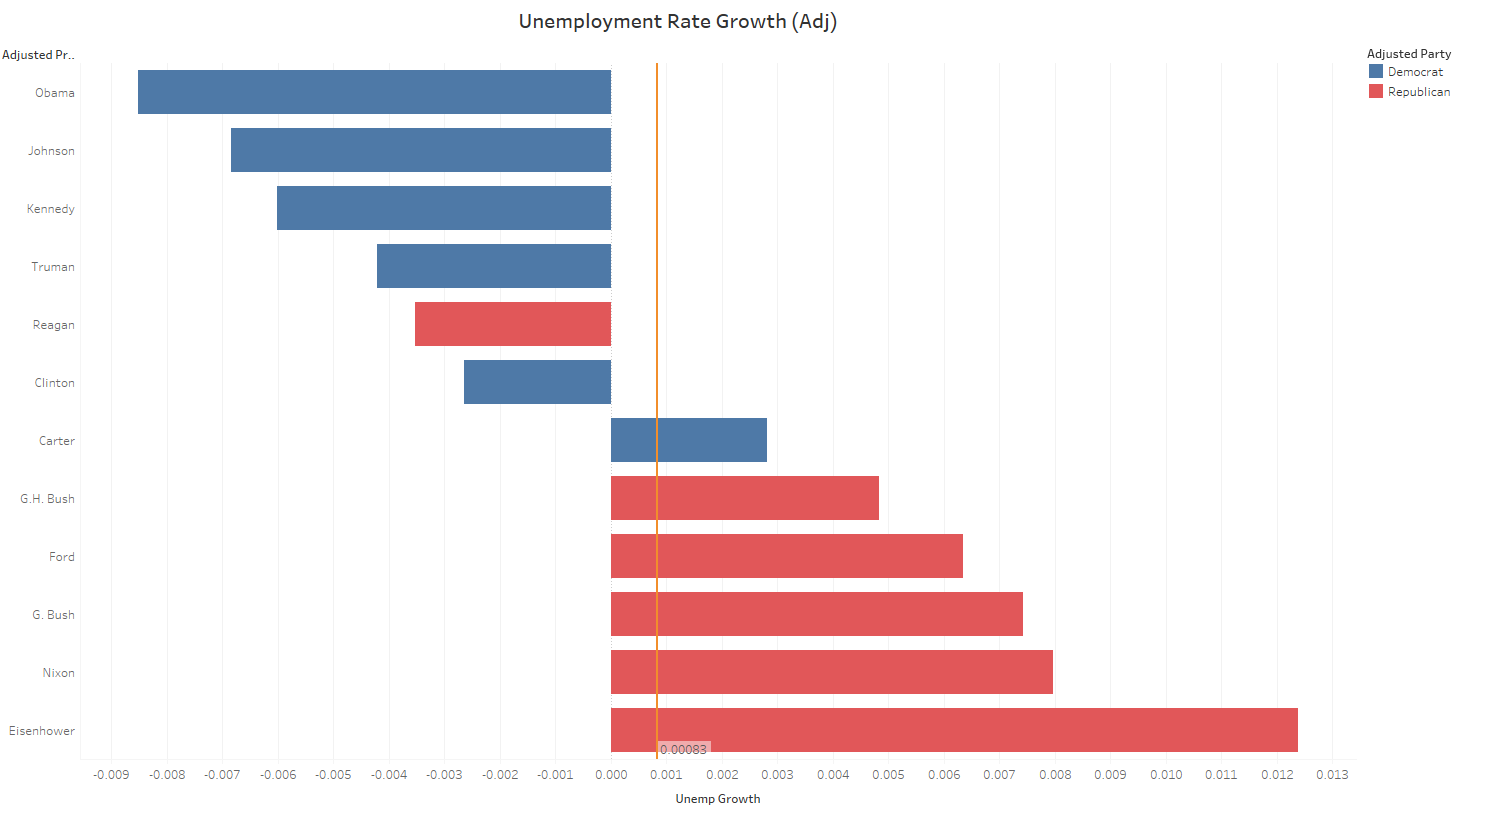 Unemployment Rate Growth (Adj)
Adjusted Pr..
Adjusted Party
Democrat
Republican
Obama
Johnson
Kennedy
Truman
Reagan
Clinton
Carter
G.H. Bush
Ford
G. Bush
Nixon
Eisenhower
0.00083
-0.009 -0.008 -0.007 -0.006 -0.005 -0.004 -0.003 -0.002 -0.001 0.000 0.001 0.002 0.003 0.004 0.005 0.006 0.007 0.008 0.009 0.010 0.011 0.012 0.013
Unemp Growth